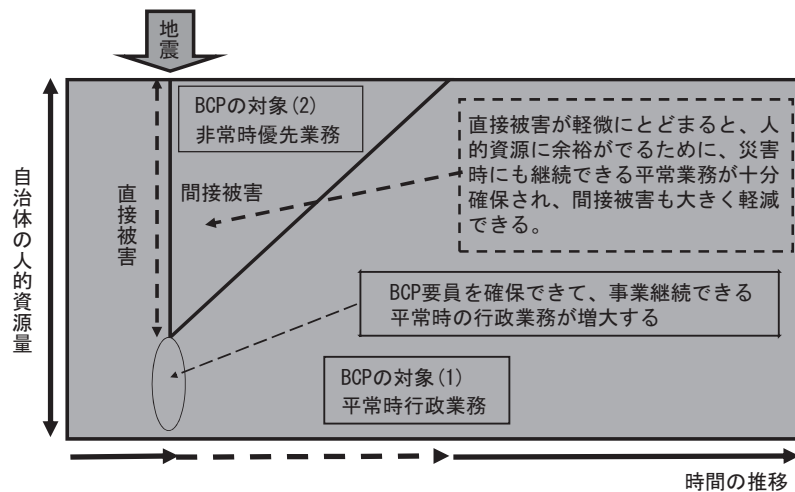 地震
BCPの対象(2)
非常時優先業務
直接被害が軽微にとどまると、人
的資源に余裕がでるために、災害
時にも継続できる平常業務が十分
確保され、間接被害も大きく軽減
できる。
自治体の人的資源量
直接被害
間接被害
BCP要員を確保できて、事業継続できる
平常時の行政業務が増大する
BCPの対象(1)
平常時行政業務
時間の推移